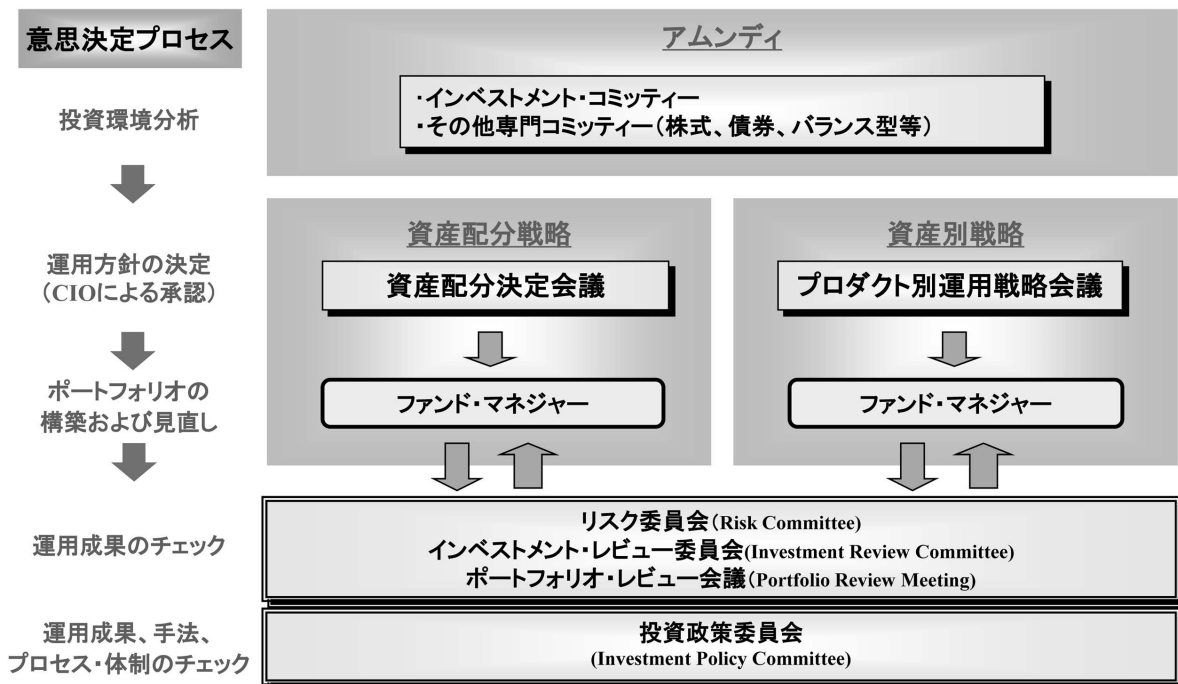 意思決定プロセス
アムンディ
投資環境分析
・インベストメント・コミッティー
・その他専門コミッティー(株式、債券、バランス型等)
運用方針の決定
(CIOによる承認)
資産配分戦略
資産配分決定会議
資産別戦略
プロダクト別運用戦略会議
ポートフォリオの
構築および見直し
ファンド・マネジャー
ファンド・マネジャー
運用成果のチェック
リスク委員会(Risk Committee)
インベストメント・レビュー委員会(Investment Review Committee)
ポートフォリオ・レビュー会議(Portfolio Review Meeting)
運用成果、手法、
プロセス・体制のチェック
投資政策委員会
(Investment Policy Committee)